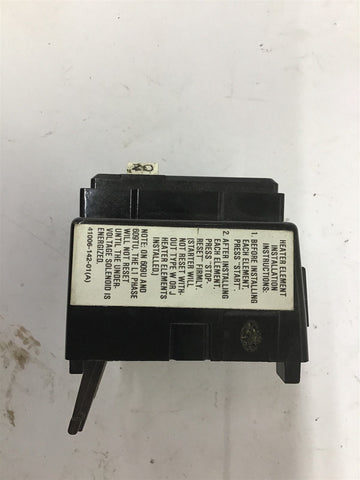 HEATER ELEMENT
INSTALLATION
INSTRUCTIONS:
1. BEFORE INSTALLING
EACH ELEMENT
PRESS "START".
2. AFTER INSTALLING
EACH ELEMENT
PRESS "STOP-
RESET" FIRMLY.
(STARTER WILL
NOT RESET WITH-
OUT TYPE W OR J
HEATER ELEMENTS
INSTALLED.)
NOTE: ON 609U AND
609TU, THE L1 PHASE
WILL NOT RESET
UNTIL THE UNDER-
VOLTAGE SOLENOID IS
ENERGIZED.
41006-142-01(A)